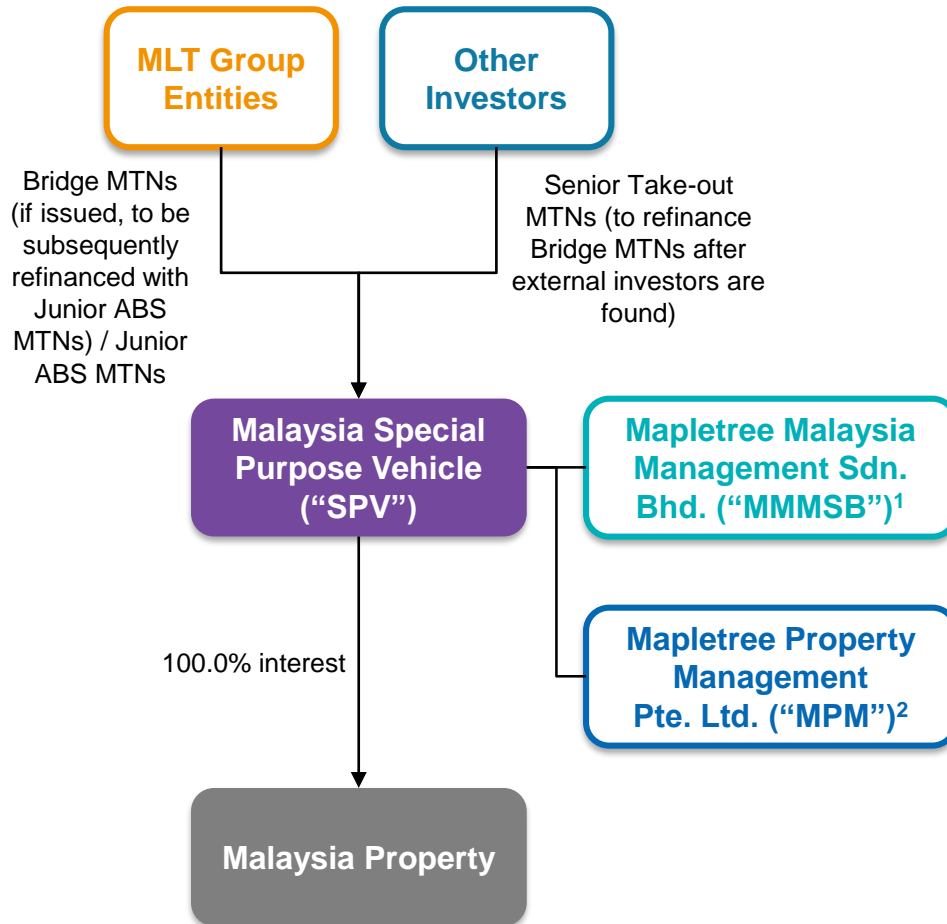 MLT Group
Entities
Other
Investors
Bridge MTNs
(if issued, to be
subsequently
refinanced with
Junior ABS
MTNs) / Junior
ABS MTNs
Senior Take-out
MTNs (to refinance
Bridge MTNs after
external investors are
found)
Malaysia Special
Purpose Vehicle
(“SPV”)
Mapletree Malaysia
Management Sdn.
Bhd. (“MMMSB”)¹
Mapletree Property
Management
Pte. Ltd. (“MPM”)²
100.0% interest
Malaysia Property